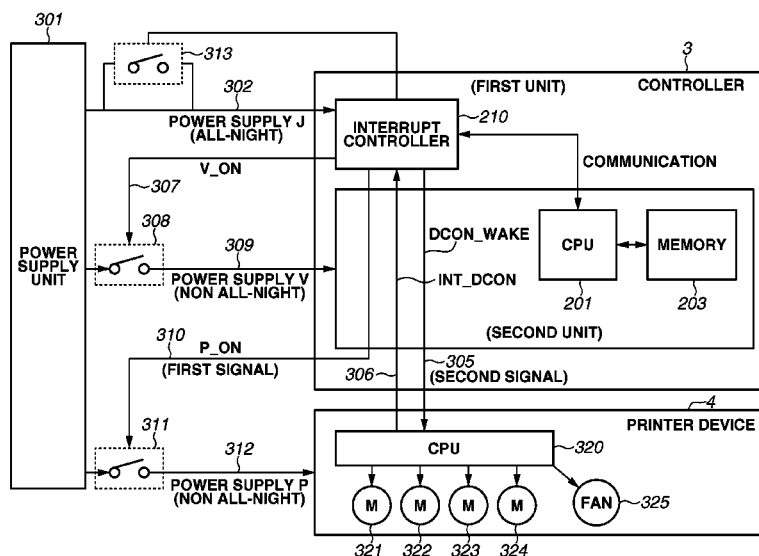 301
313
302
POWER SUPPLY J
(ALL-NIGHT)
3
(FIRST UNIT)
CONTROLLER
210
INTERRUPT
CONTROLLER
COMMUNICATION
V_ON
307
308
309
POWER
SUPPLY
UNIT
POWER SUPPLY V
(NON ALL-NIGHT)
DCON_WAKE
INT_DCON
CPU
MEMORY
201
203
(SECOND UNIT)
310
P_ON
(FIRST SIGNAL)
306
305
(SECOND SIGNAL)
4
PRINTER DEVICE
311
312
POWER SUPPLY P
(NON ALL-NIGHT)
CPU
320
M
M
M
M
FAN
325
321
322
323
324